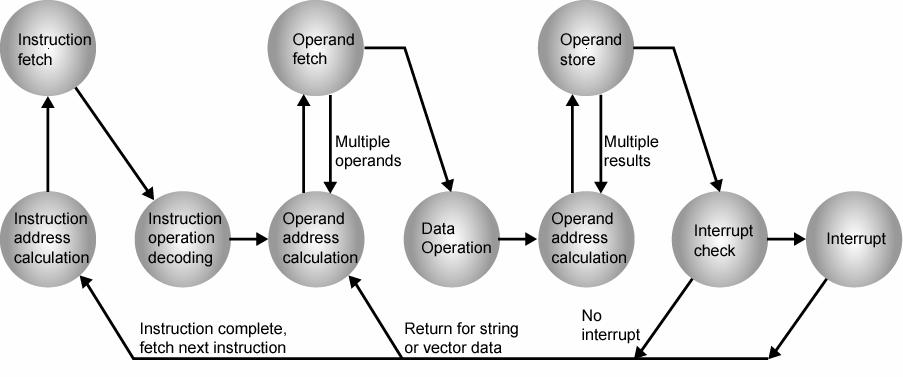 Instruction
fetch
Operand
fetch
Operand
store
Multiple
operands
Multiple
results
Instruction
address
calculation
Instruction
operation
decoding
Operand
address
calculation
Data
Operation
Operand
address
calculation
Interrupt
check
Interrupt
Instruction complete,
fetch next instruction
Return for string
or vector data
No
interrupt